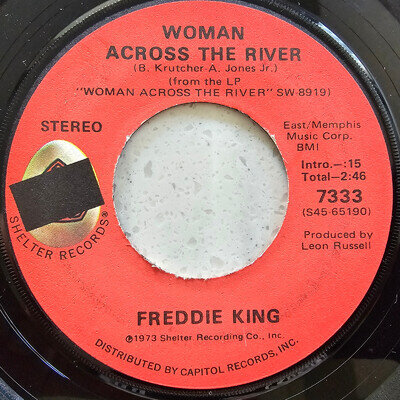 WOMAN
ACROSS THE RIVER
(B. Krutcher-A. Jones Jr.)
(from the LP
"WOMAN ACROSS THE RIVER" SW-8919)
STEREO
East/Memphis
Music Corp.
BMI
Intro.–:15
Total–2:46
7333
(S45-65190)
Produced by
Leon Russell
SHELTER RECORDS®
FREDDIE KING
℗1973 Shelter Recording Co., Inc.
DISTRIBUTED BY CAPITOL RECORDS, INC.